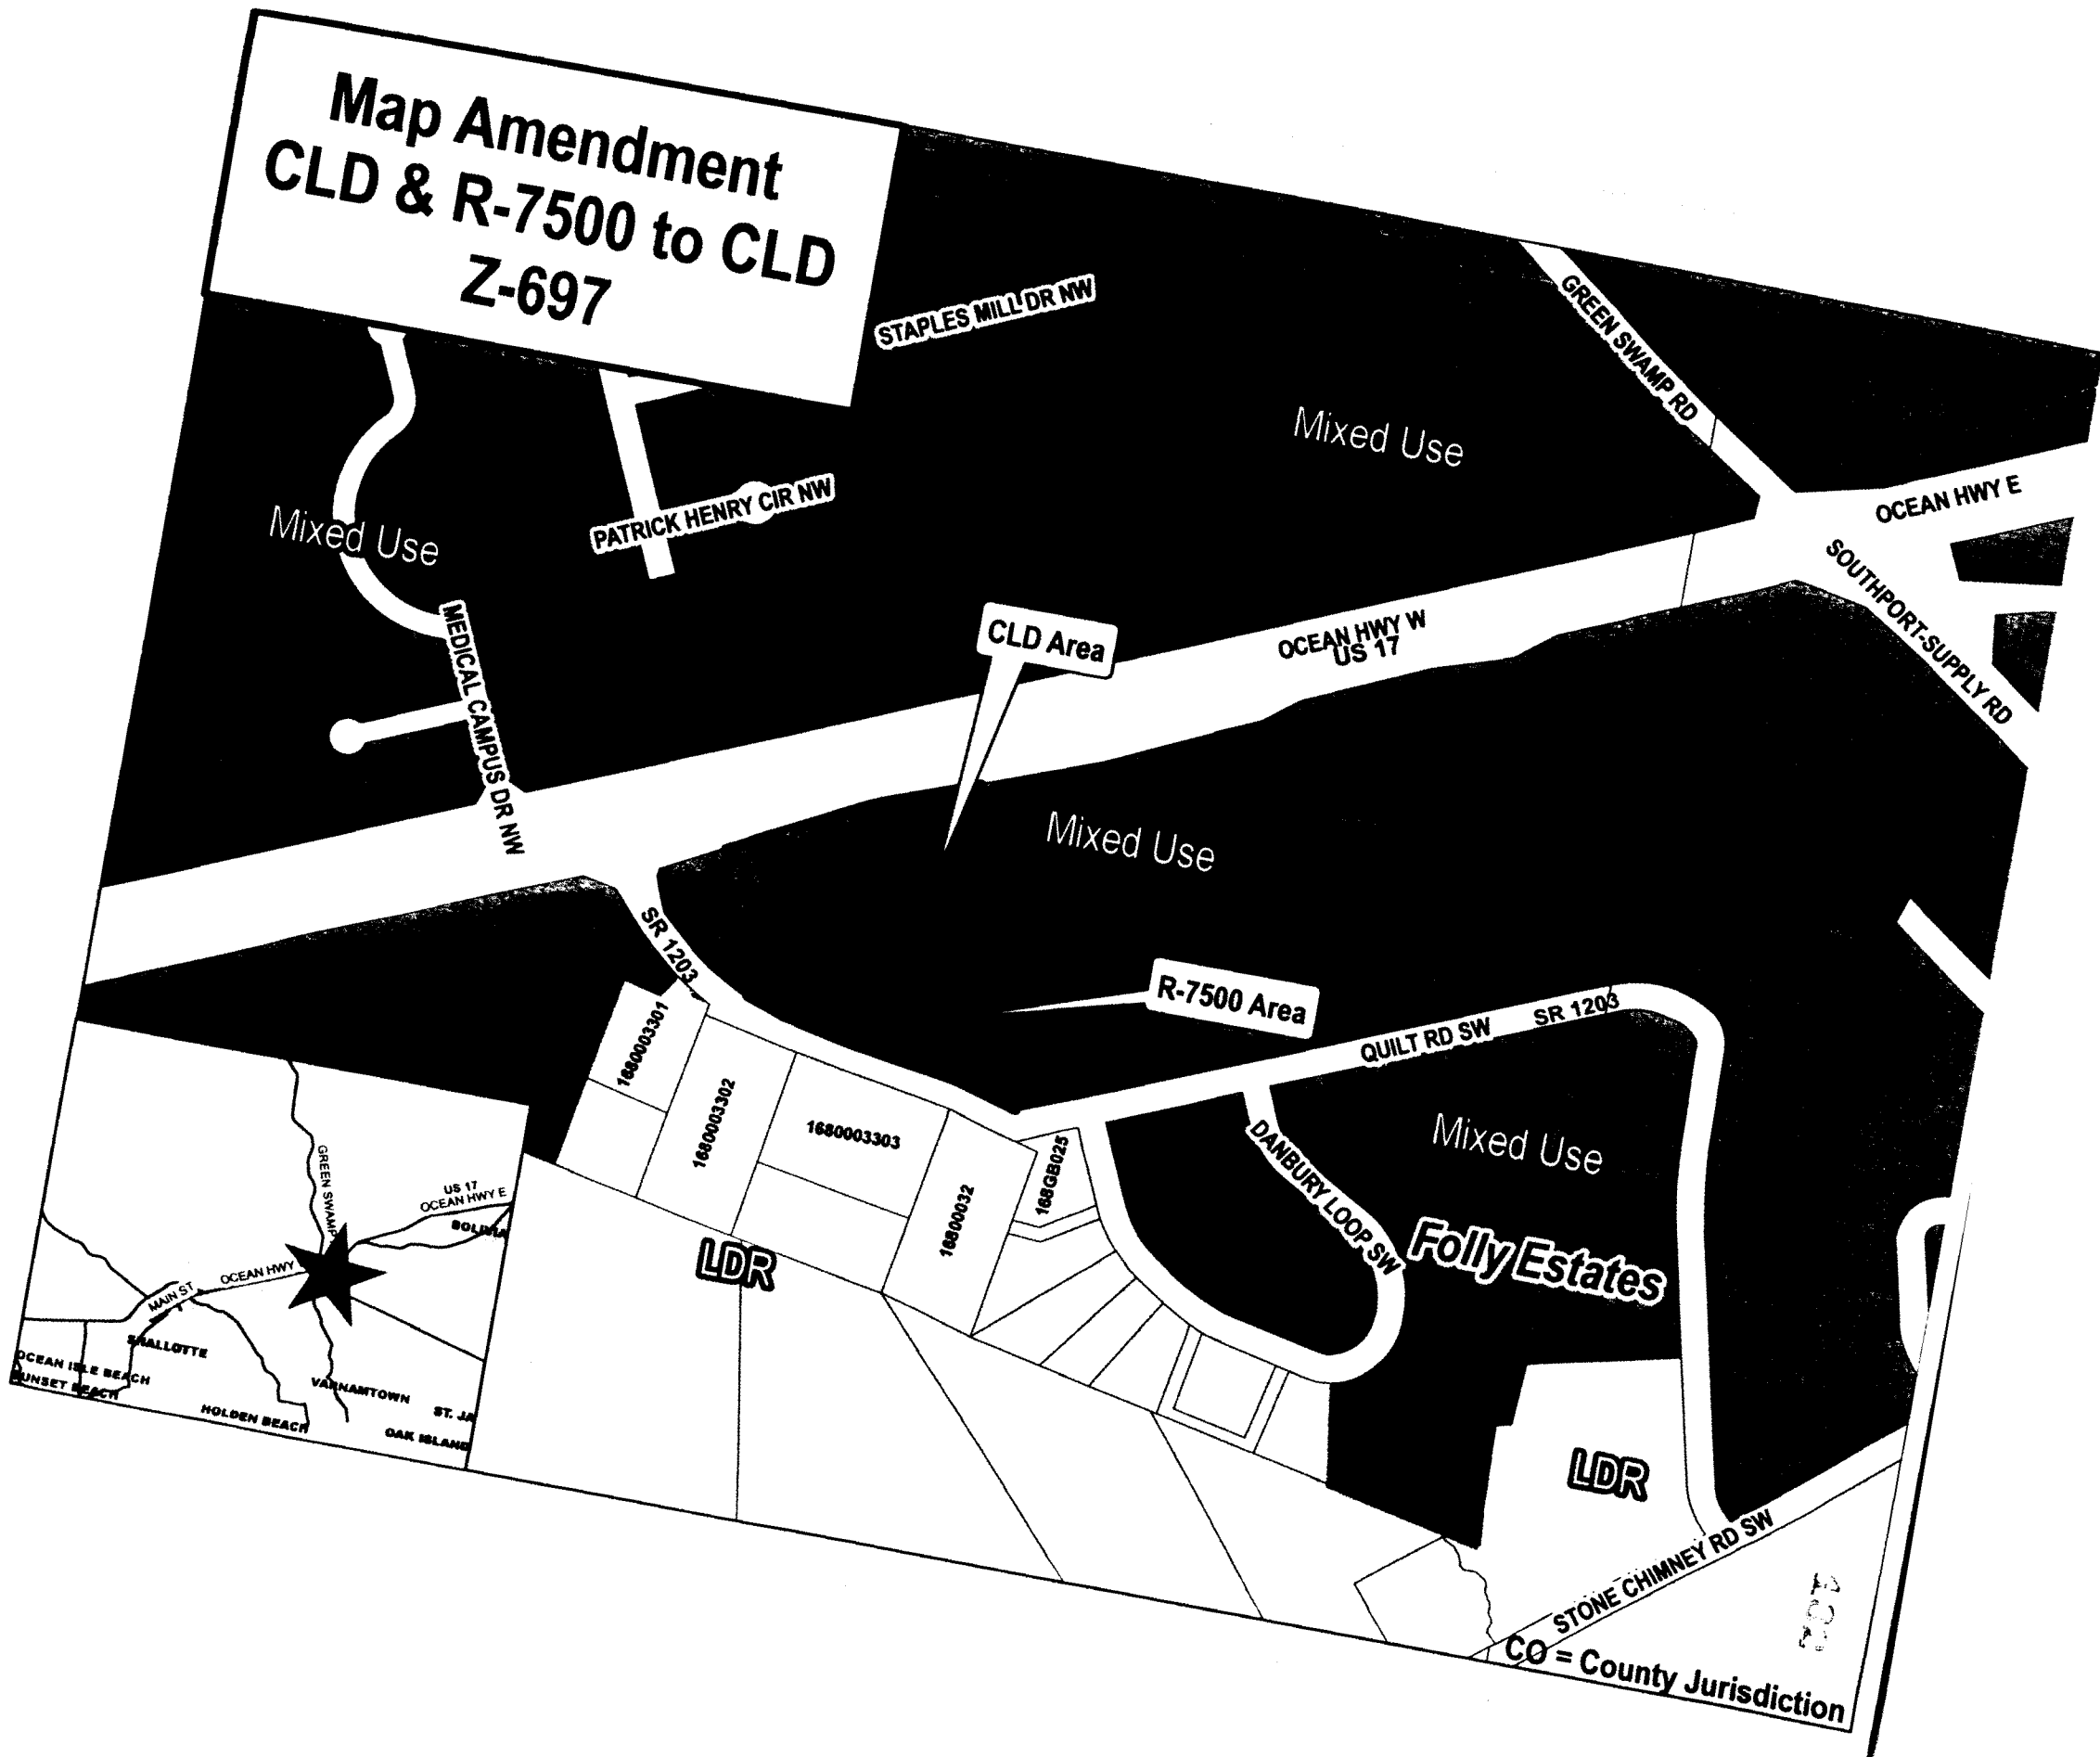 Map Amendment
CLD & R-7500 to CLD
Z-697
STAPLES MILL DR NW
GREEN SWAMP RD
Mixed Use
OCEAN HWY E
PATRICK HENRY CIR NW
Mixed Use
SOUTHPORT-SUPPLY RD
MEDICAL CAMPUS DR NW
CLD Area
OCEAN HWY W
US 17
Mixed Use
SR 1203
R-7500 Area
QUILT RD SW
SR 1203
1680003301
1680003302
1680003303
16800032
168GB025
DANBURY LOOP SW
Mixed Use
Folly Estates
LDR
LDR
STONE CHIMNEY RD SW
CO = County Jurisdiction
132
GREEN SWAMP
US 17
OCEAN HWY E
BOLIVIA
OCEAN HWY
MAIN ST
SHALLOTTE
OCEAN ISLE BEACH
SUNSET BEACH
VARNAMTOWN
HOLDEN BEACH
ST. JA
OAK ISLAND